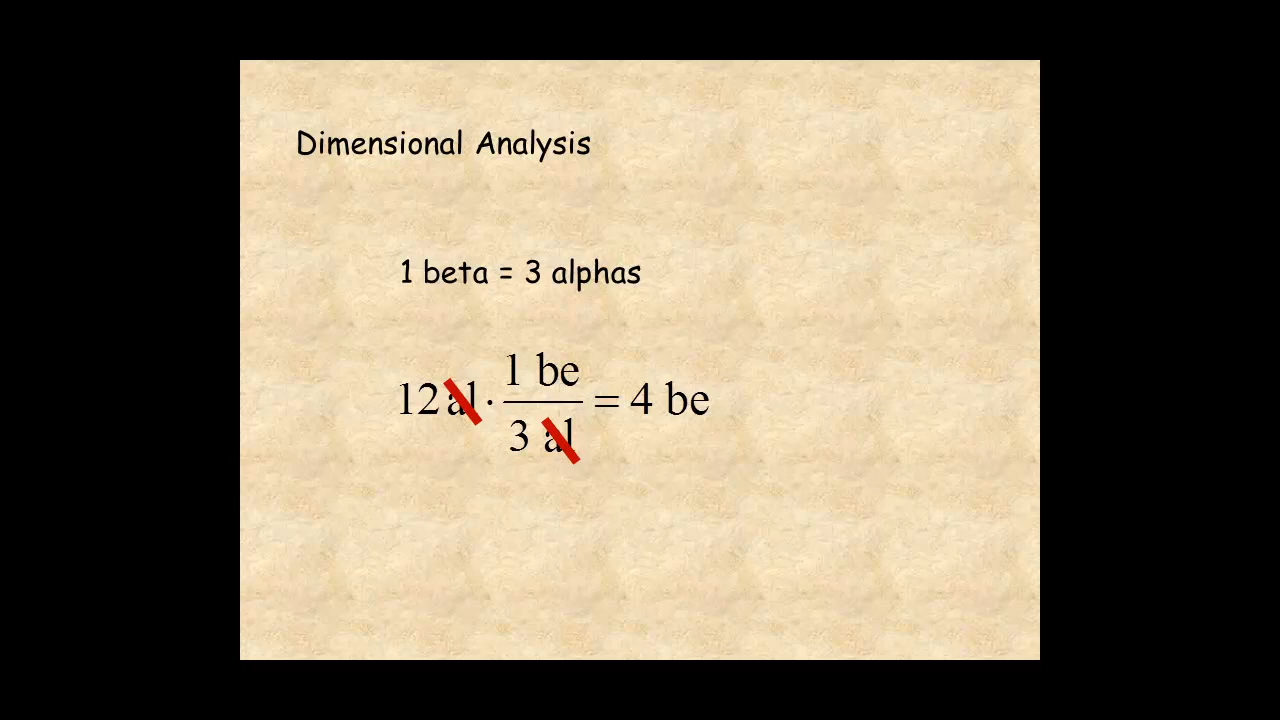 Dimensional Analysis
1 beta = 3 alphas
12 al · 1 be / 3 al = 4 be